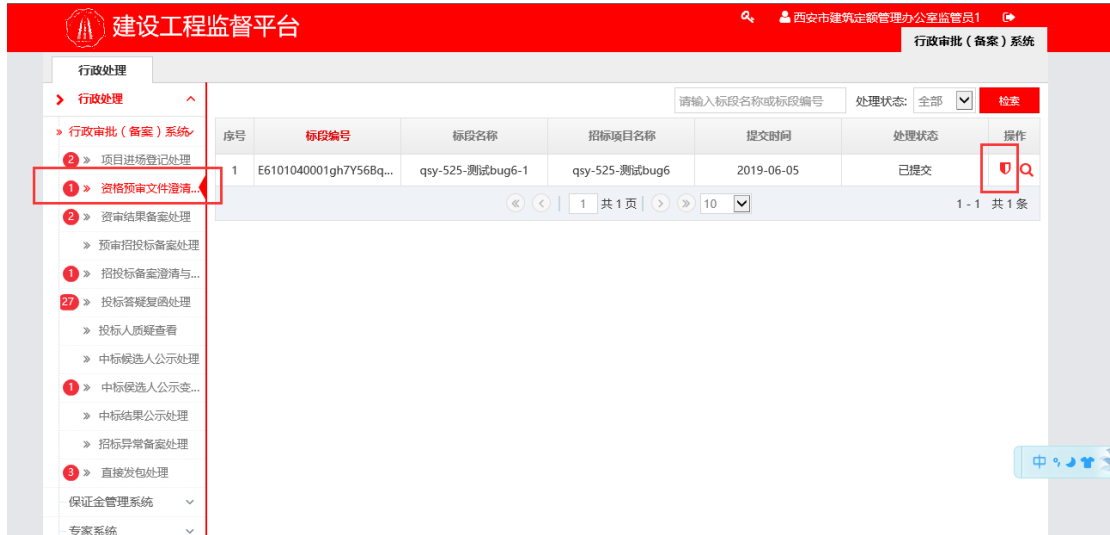 建设工程监督平台
西安市建筑定额管理办公室监管员1
行政审批（备案）系统
行政处理
行政处理
请输入标段名称或标段编号 处理状态: 全部 检索
行政审批（备案）系统
序号 标段编号 标段名称 招标项目名称 提交时间 处理状态 操作
2 项目进场登记处理
1 E6101040001gh7Y56Bq... qsy-525-测试bug6-1 qsy-525-测试bug6 2019-06-05 已提交
1 资格预审文件澄清...
1 共1页 10 1 - 1 共1条
2 资审结果备案处理
预审招投标备案处理
1 招投标备案澄清与...
27 投标答疑复函处理
投标人质疑查看
中标候选人公示处理
1 中标侯选人公示变...
中标结果公示处理
招标异常备案处理
3 直接发包处理
中
保证金管理系统
专家系统